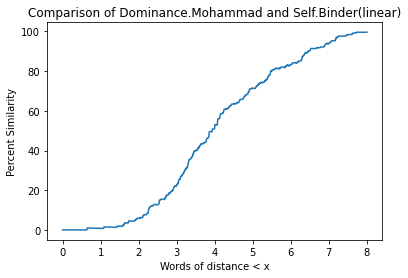 Comparison of Dominance.Mohammad and Self.Binder(linear)
100
80
60
40
20
0
Percent Similarity
0 1 2 3 4 5 6 7 8
Words of distance < x